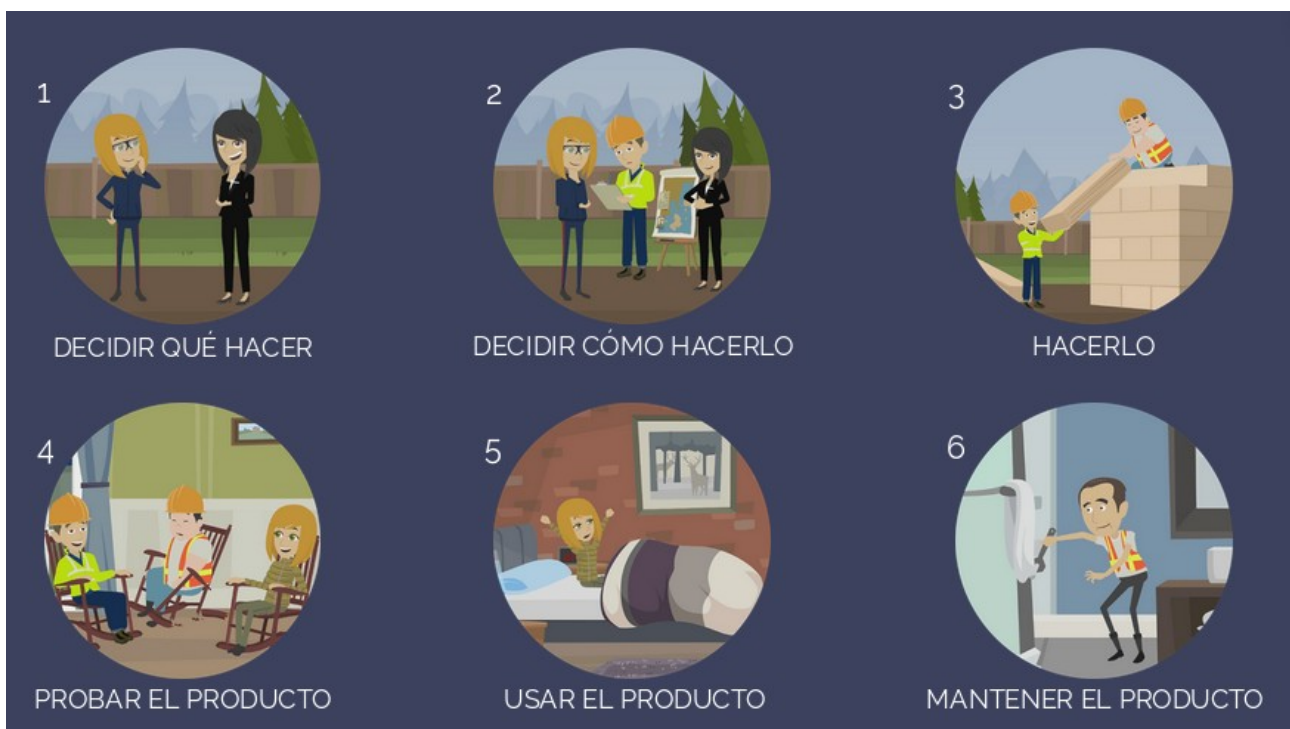 1
DECIDIR QUÉ HACER
2
DECIDIR CÓMO HACERLO
3
HACERLO
4
PROBAR EL PRODUCTO
5
USAR EL PRODUCTO
6
MANTENER EL PRODUCTO